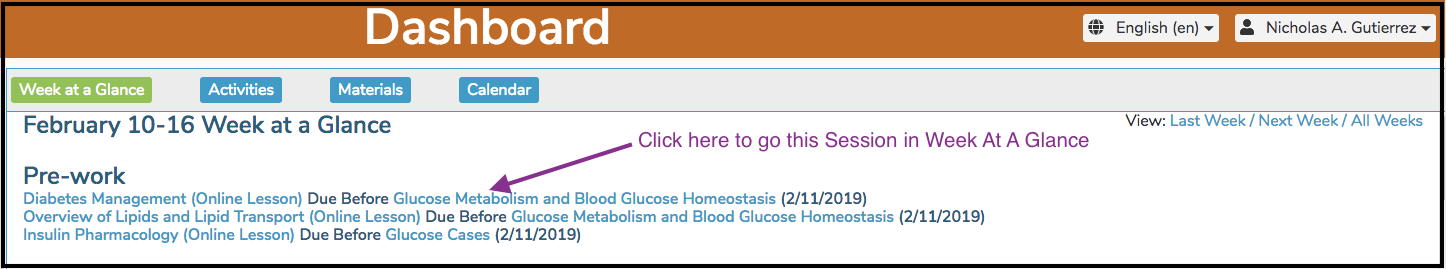 Dashboard
English (en)
Nicholas A. Gutierrez
Week at a Glance
Activities
Materials
Calendar
February 10-16 Week at a Glance
View: Last Week / Next Week / All Weeks
Click here to go this Session in Week At A Glance
Pre-work
Diabetes Management (Online Lesson) Due Before Glucose Metabolism and Blood Glucose Homeostasis (2/11/2019)
Overview of Lipids and Lipid Transport (Online Lesson) Due Before Glucose Metabolism and Blood Glucose Homeostasis (2/11/2019)
Insulin Pharmacology (Online Lesson) Due Before Glucose Cases (2/11/2019)